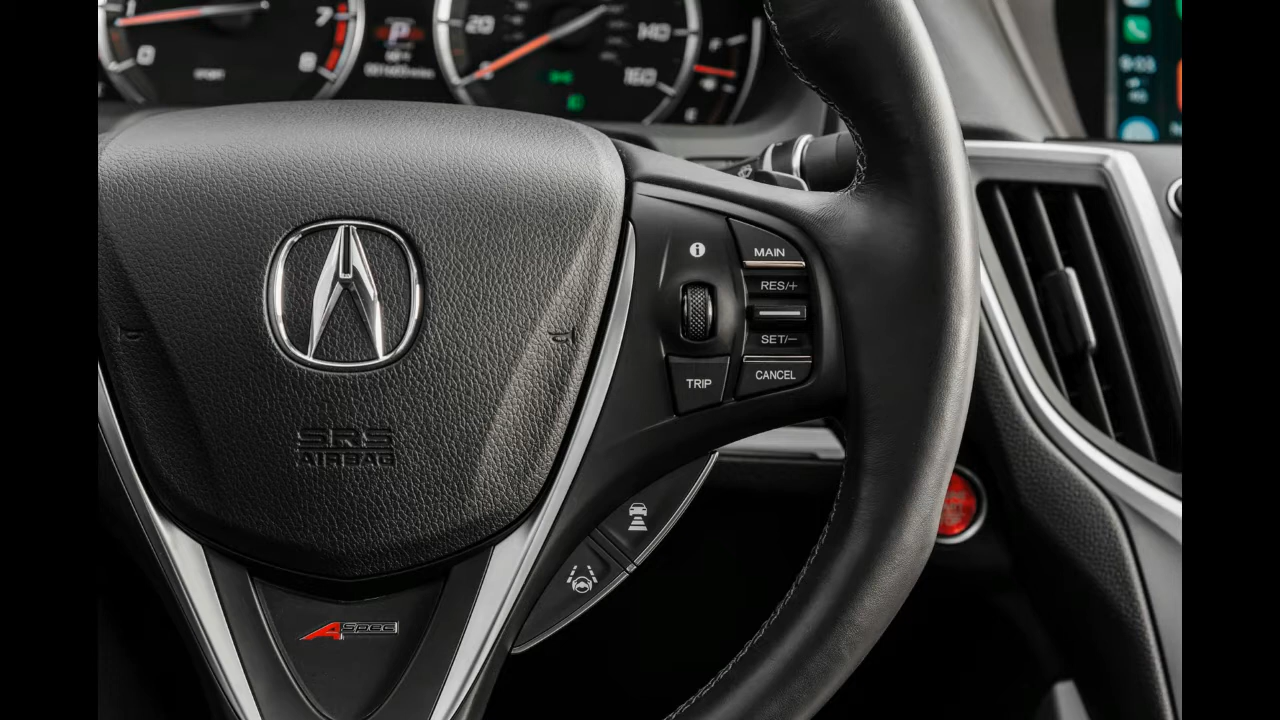 7
8
0
P
20
140
160
F
E
MAIN
RES/+
SET/−
CANCEL
TRIP
SRS
AIRBAG
A SPEC